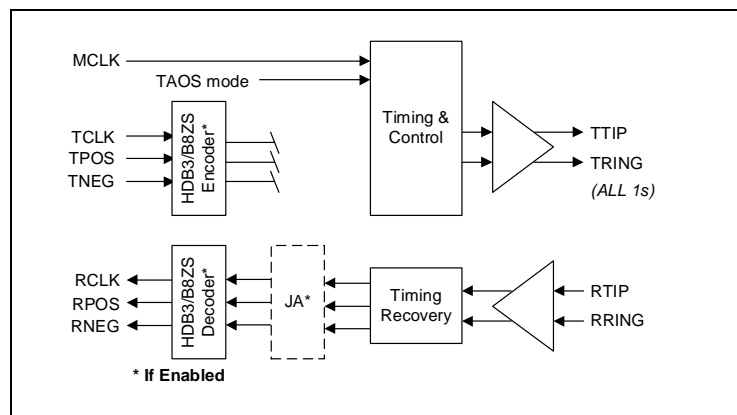 MCLK
TAOS mode
TCLK
TPOS
TNEG
HDB3/B8ZS
Encoder*
Timing &
Control
TTIP
TRING
(ALL 1s)
RCLK
RPOS
RNEG
HDB3/B8ZS
Decoder*
JA*
Timing
Recovery
RTIP
RRING
* If Enabled